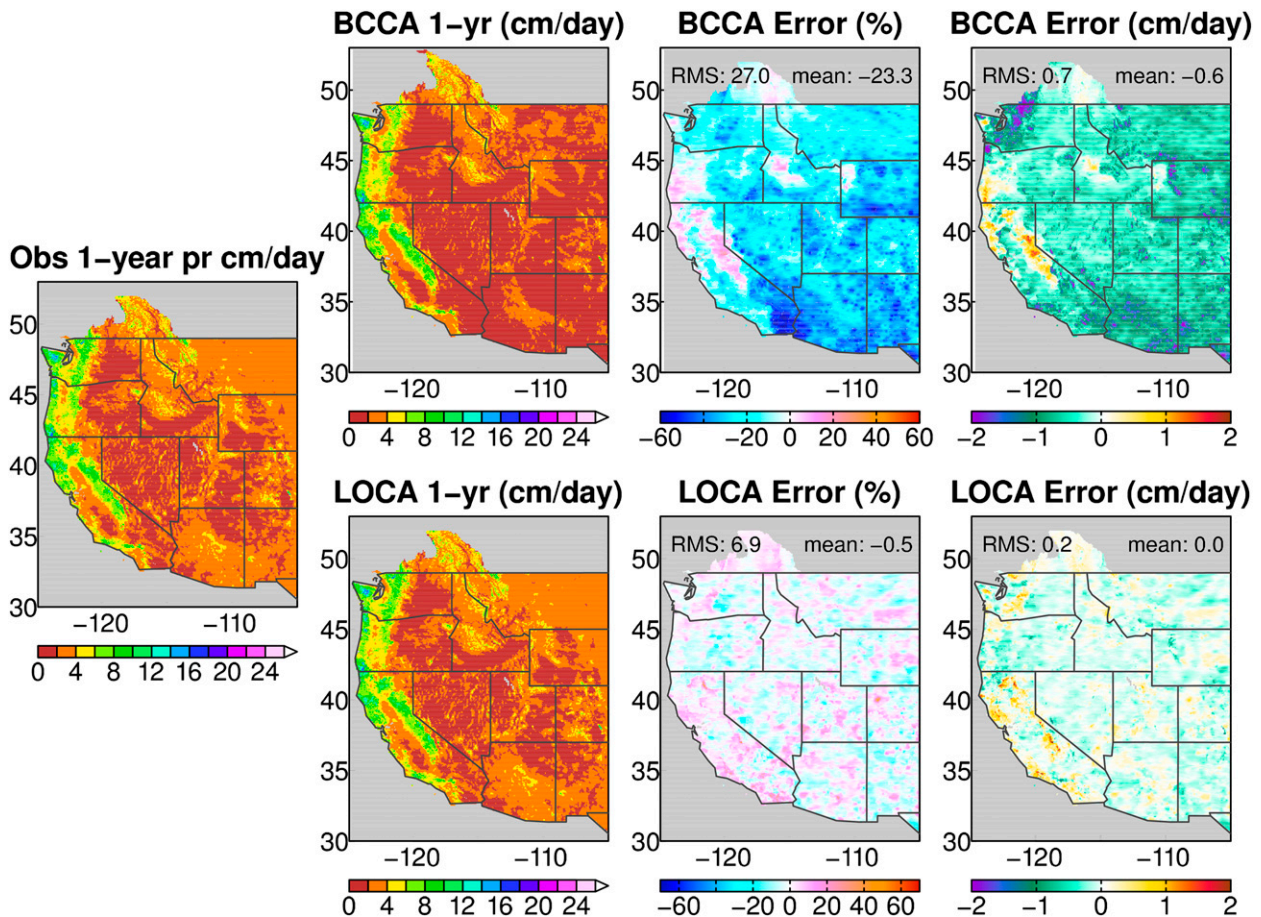 BCCA 1-yr (cm/day)
BCCA Error (%)
BCCA Error (cm/day)
RMS: 27.0 mean: -23.3
RMS: 0.7 mean: -0.6
50
45
40
35
30
50
45
40
35
30
50
45
40
35
30
-120 -110
-120 -110
-120 -110
0 4 8 12 16 20 24
-60 -20 0 20 40 60
-2 -1 0 1 2
Obs 1-year pr cm/day
50
45
40
35
30
-120 -110
0 4 8 12 16 20 24
LOCA 1-yr (cm/day)
LOCA Error (%)
LOCA Error (cm/day)
RMS: 6.9 mean: -0.5
RMS: 0.2 mean: 0.0
50
45
40
35
30
50
45
40
35
30
50
45
40
35
30
-120 -110
-120 -110
-120 -110
0 4 8 12 16 20 24
-60 -20 0 20 40 60
-2 -1 0 1 2